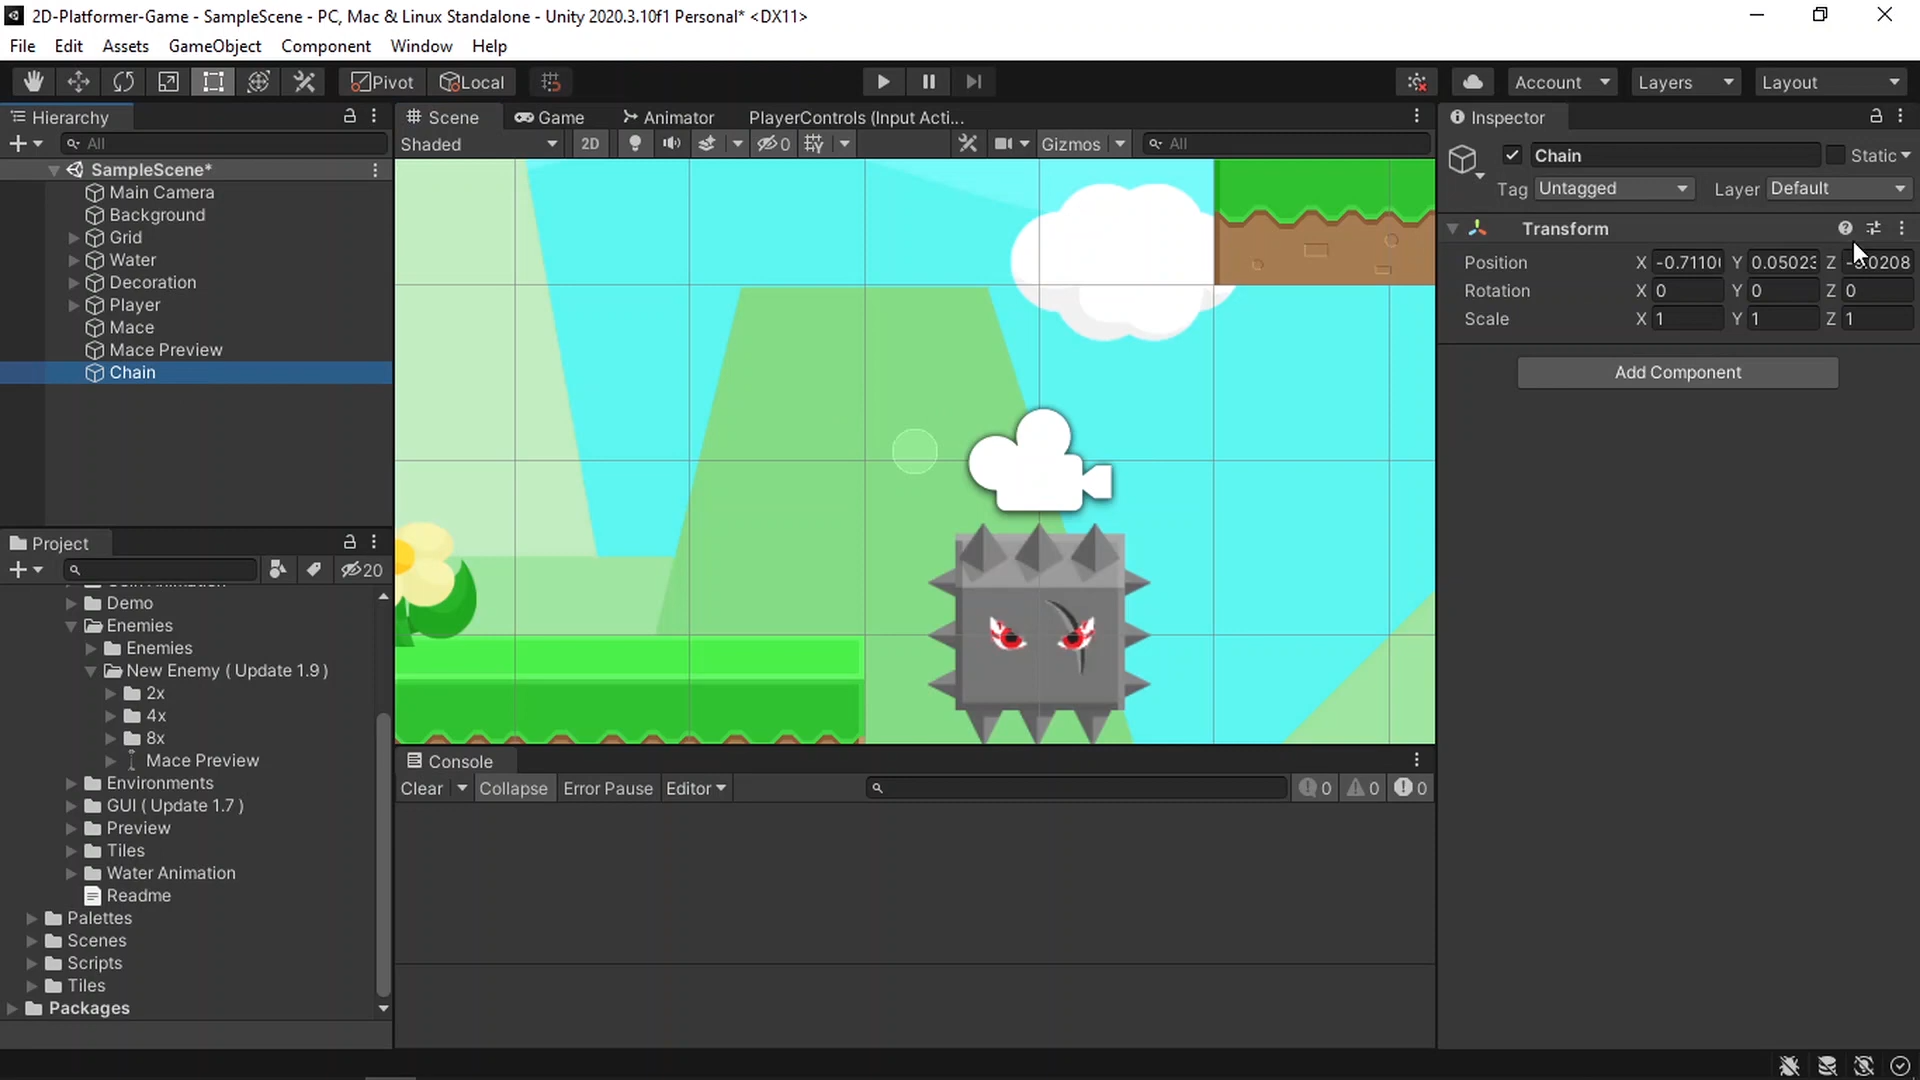 2D-Platformer-Game - SampleScene - PC, Mac & Linux Standalone - Unity 2020.3.10f1 Personal* <DX11>
File Edit Assets GameObject Component Window Help
Pivot Local Account Layers Layout
Hierarchy
All
SampleScene*
Main Camera
Background
Grid
Water
Decoration
Player
Mace
Mace Preview
Chain
Scene Game Animator PlayerControls (Input Acti...
Shaded 2D Gizmos All
Inspector
Chain Static
Tag Untagged Layer Default
Transform
Position X Y 0.05023 Z
Rotation X 0 Y 0 Z 0
Scale X 1 Y 1 Z 1
Add Component
Project
20
Demo
Enemies
Enemies
New Enemy ( Update 1.9 )
2x
4x
8x
Mace Preview
Environments
GUI ( Update 1.7 )
Preview
Tiles
Water Animation
Readme
Palettes
Scenes
Scripts
Tiles
Packages
Console
Clear Collapse Error Pause Editor 0 0 0